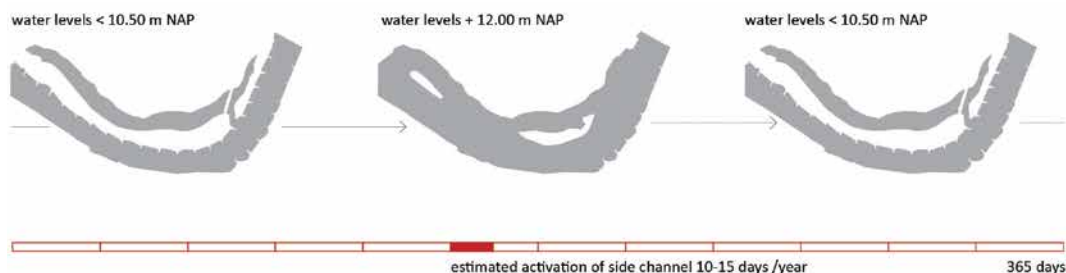 water levels < 10.50 m NAP
water levels + 12.00 m NAP
water levels < 10.50 m NAP
estimated activation of side channel 10-15 days /year
365 days